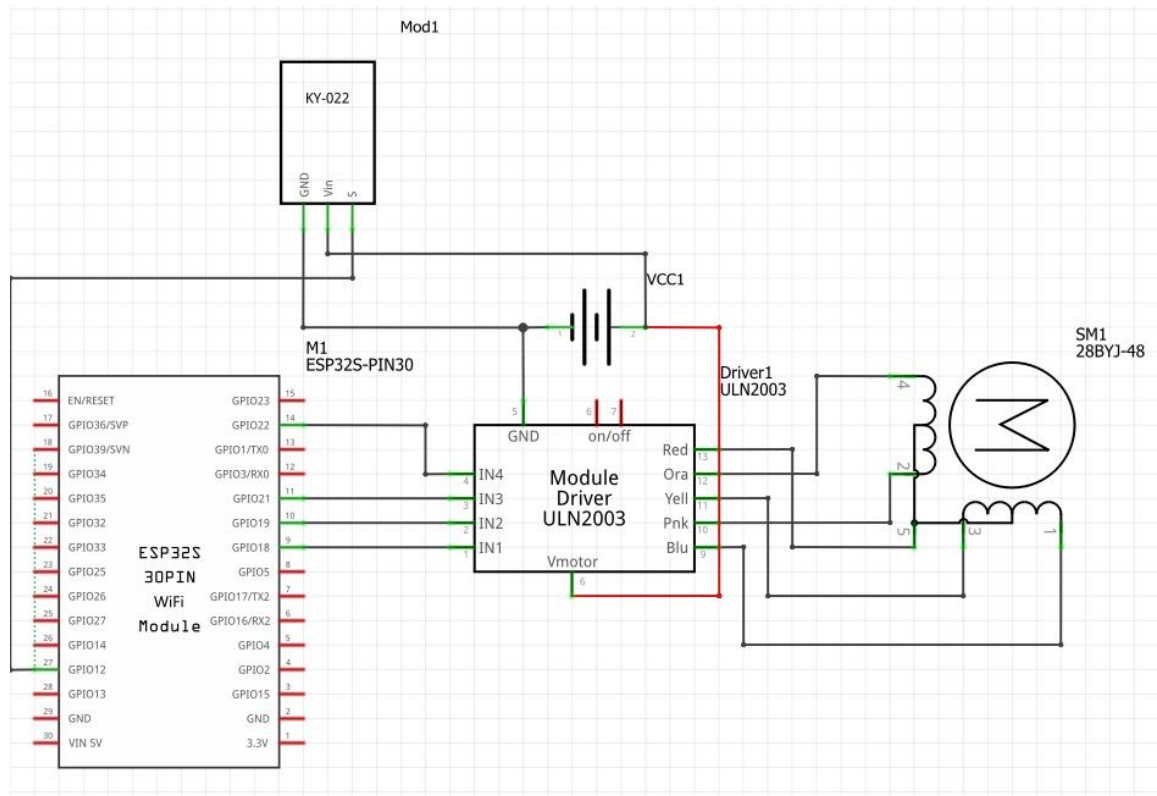 Mod1
KY-022
GND
Vin
S
VCC1
1
2
M1
ESP32S-PIN30
16 EN/RESET GPIO23 15
17 GPIO36/SVP GPIO22 14
18 GPIO39/SVN GPIO1/TX0 13
19 GPIO34 GPIO3/RX0 12
20 GPIO35 GPIO21 11
21 GPIO32 GPIO19 10
22 GPIO33 GPIO18 9
23 GPIO25 GPIO5 8
24 GPIO26 GPIO17/TX2 7
25 GPIO27 GPIO16/RX2 6
26 GPIO14 GPIO4 5
27 GPIO12 GPIO2 4
28 GPIO13 GPIO15 3
29 GND GND 2
30 VIN 5V 3.3V 1
ESP32S
30PIN
WiFi
Module
Driver1
ULN2003
5 6 7
GND on/off
Module
Driver
ULN2003
IN4 4
IN3 3
IN2 2
IN1 1
Red 13
Ora 12
Yell 11
Pnk 10
Blu 9
Vmotor
6
SM1
28BYJ-48
4
2
5
3
1
M